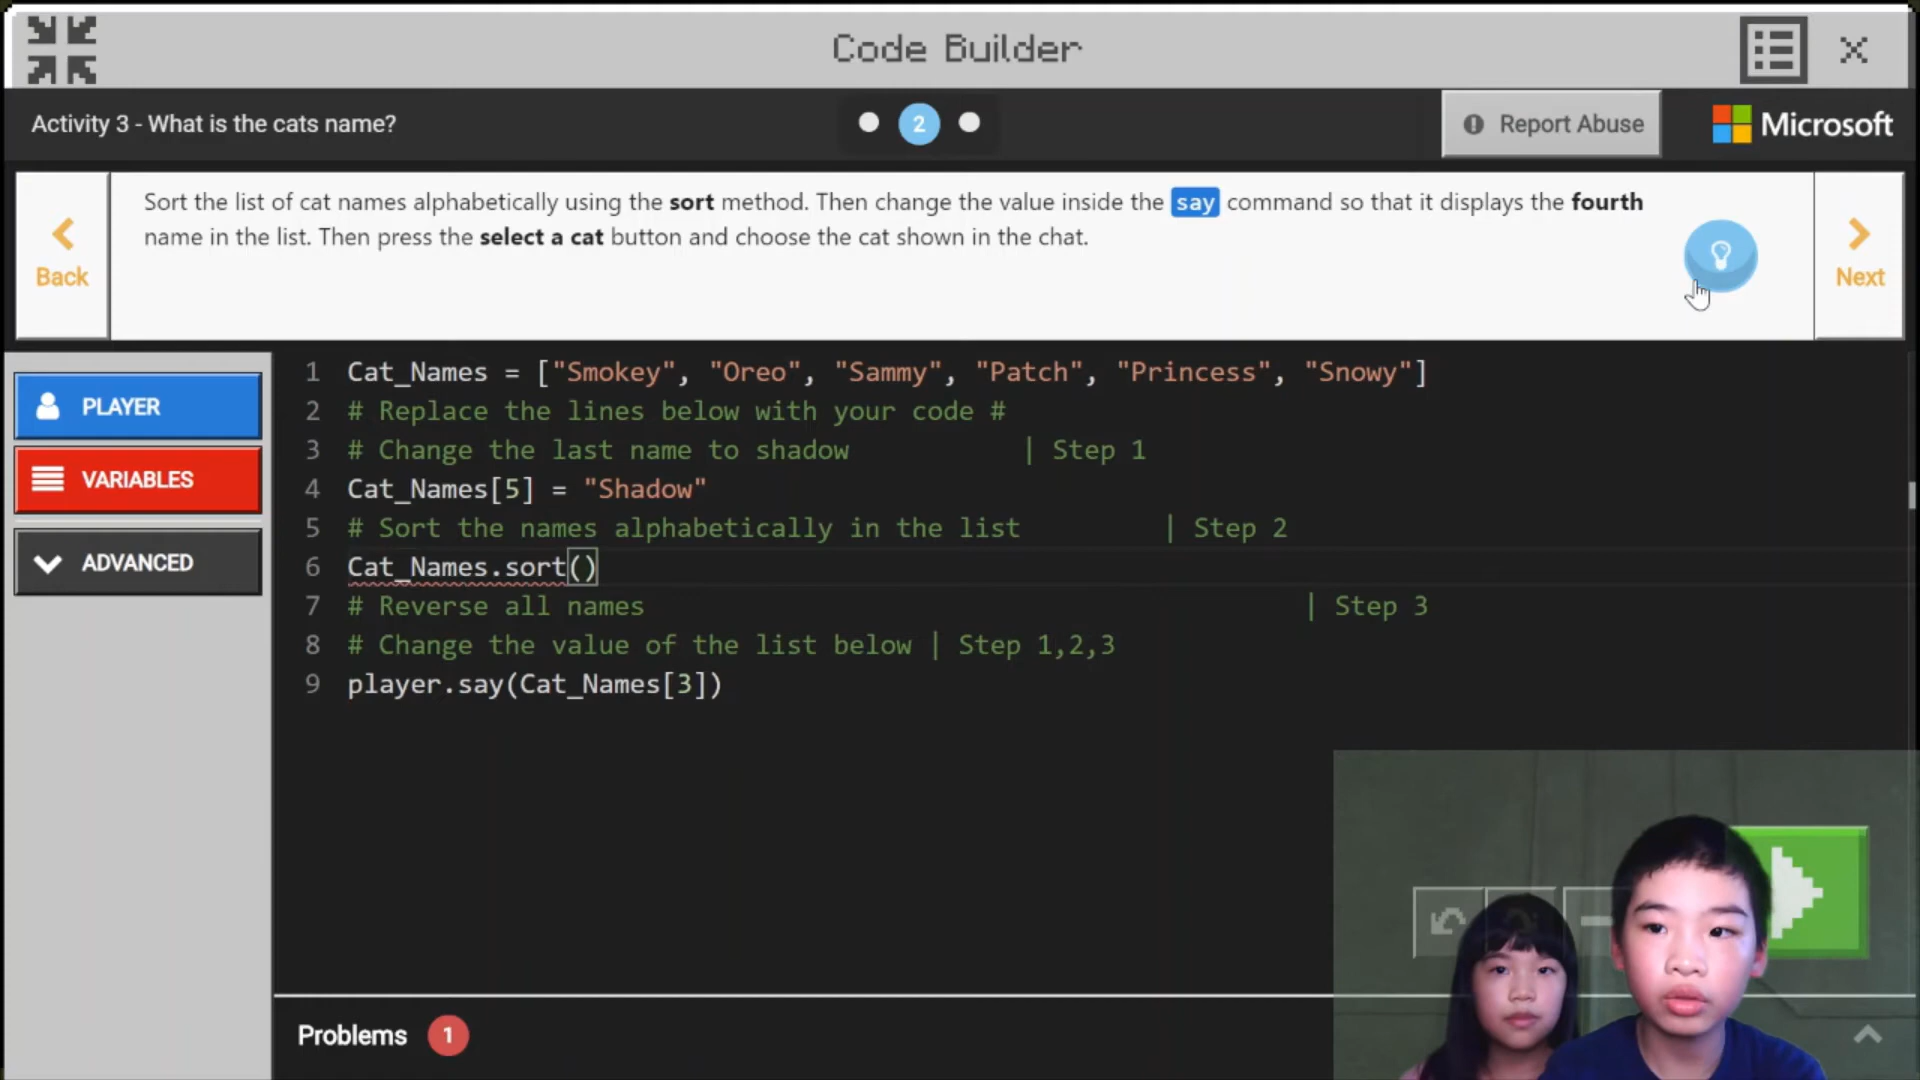 Code Builder
Activity 3 - What is the cats name?
2
Report Abuse
Microsoft
Back
Sort the list of cat names alphabetically using the sort method. Then change the value inside the say command so that it displays the fourth
name in the list. Then press the select a cat button and choose the cat shown in the chat.
Next
PLAYER
VARIABLES
ADVANCED
1 Cat_Names = ["Smokey", "Oreo", "Sammy", "Patch", "Princess", "Snowy"]
2 # Replace the lines below with your code #
3 # Change the last name to shadow | Step 1
4 Cat_Names[5] = "Shadow"
5 # Sort the names alphabetically in the list | Step 2
6 Cat_Names.sort()
7 # Reverse all names | Step 3
8 # Change the value of the list below | Step 1,2,3
9 player.say(Cat_Names[3])
Problems 1